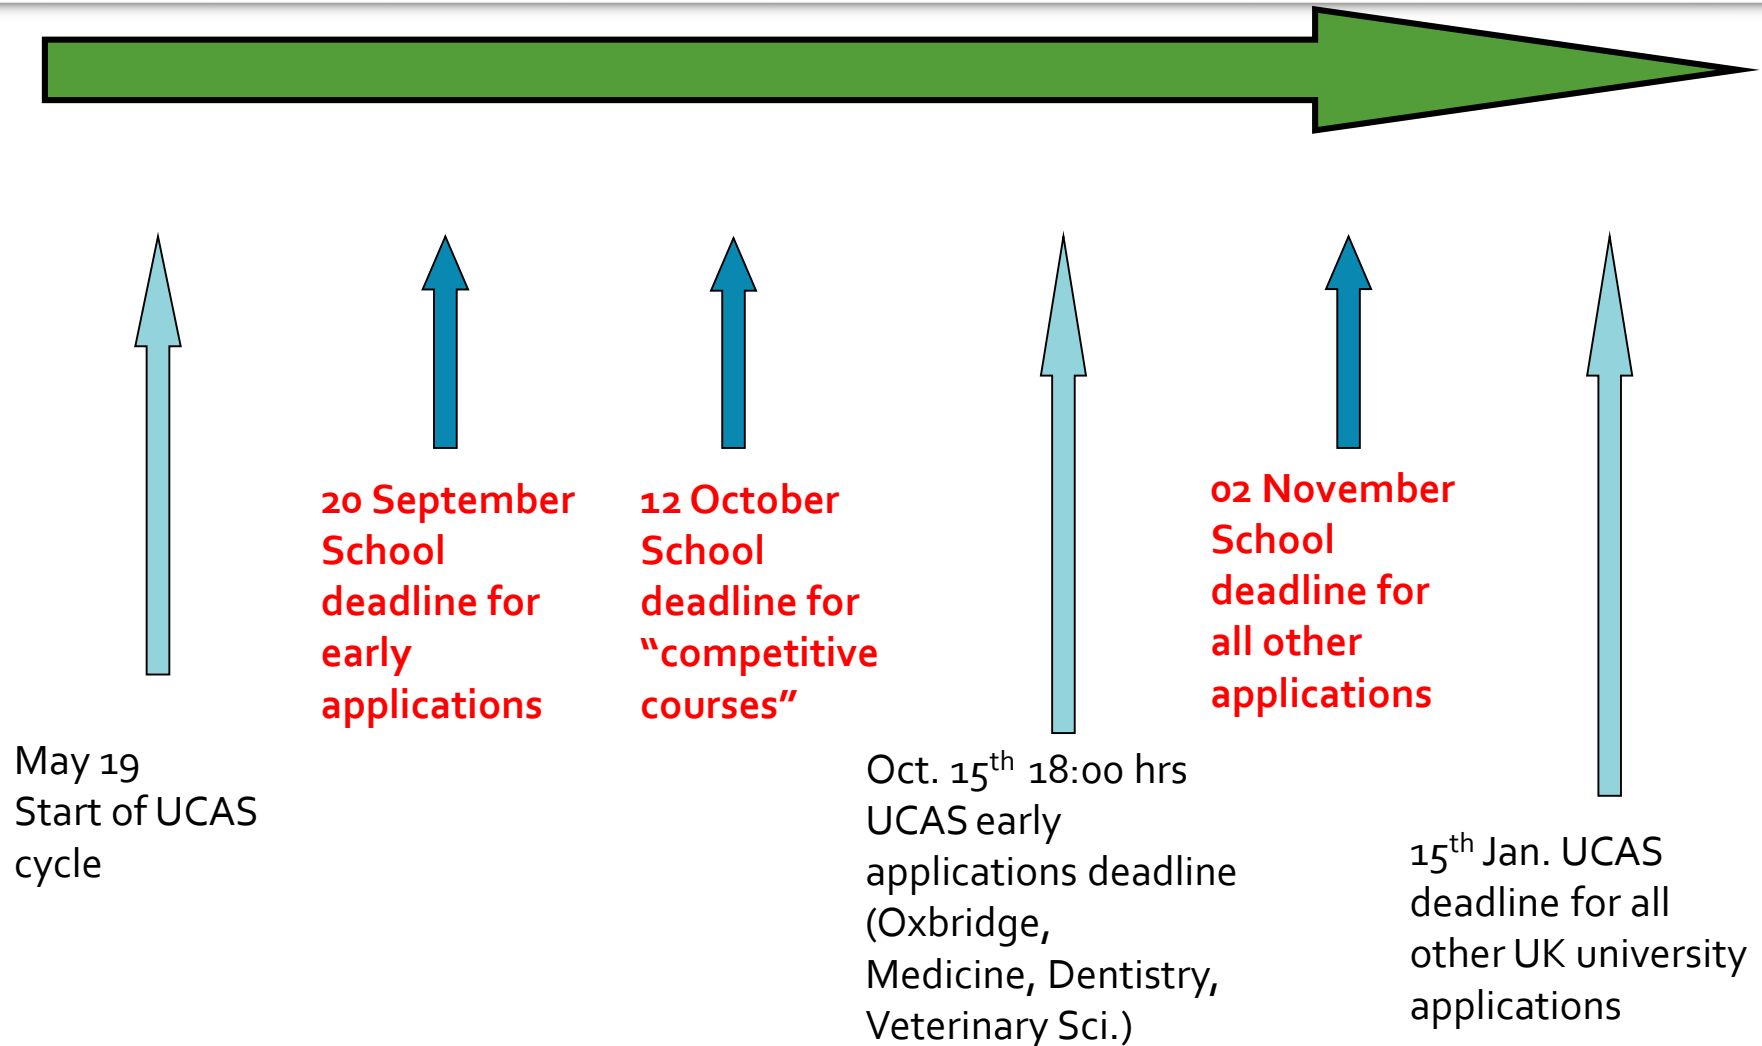 20 September
School
deadline for
early
applications
12 October
School
deadline for
“competitive
courses”
02 November
School
deadline for
all other
applications
May 19
Start of UCAS
cycle
Oct. 15th 18:00 hrs
UCAS early
applications deadline
(Oxbridge,
Medicine, Dentistry,
Veterinary Sci.)
15th Jan. UCAS
deadline for all
other UK university
applications